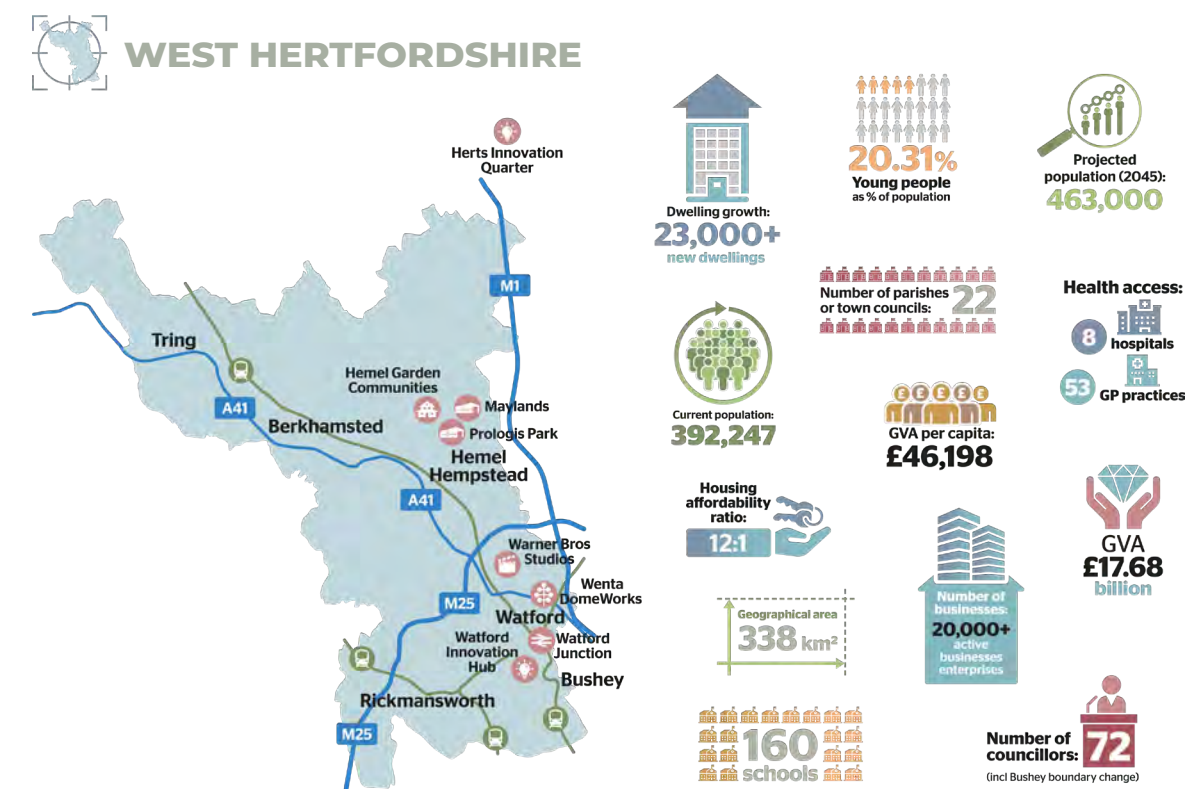 WEST HERTFORDSHIRE
Herts Innovation
Quarter
M1
Tring
Hemel Garden
Communities
Maylands
A41
Berkhamsted
Prologis Park
Hemel
Hempstead
A41
Warner Bros
Studios
Wenta
DomeWorks
M25
Watford
Watford
Innovation
Hub
Watford
Junction
Bushey
Rickmansworth
M25
Dwelling growth:
23,000+
new dwellings
20.31%
Young people
as % of population
Projected
population (2045):
463,000
Number of parishes
or town councils:
22
Health access:
8
hospitals
53
GP practices
Current population:
392,247
GVA per capita:
£46,198
Housing
affordability
ratio:
12:1
GVA
£17.68
billion
Number of
businesses:
20,000+
active
businesses
enterprises
Geographical area
338 km²
160
schools
Number of
councillors:
72
(incl Bushey boundary change)